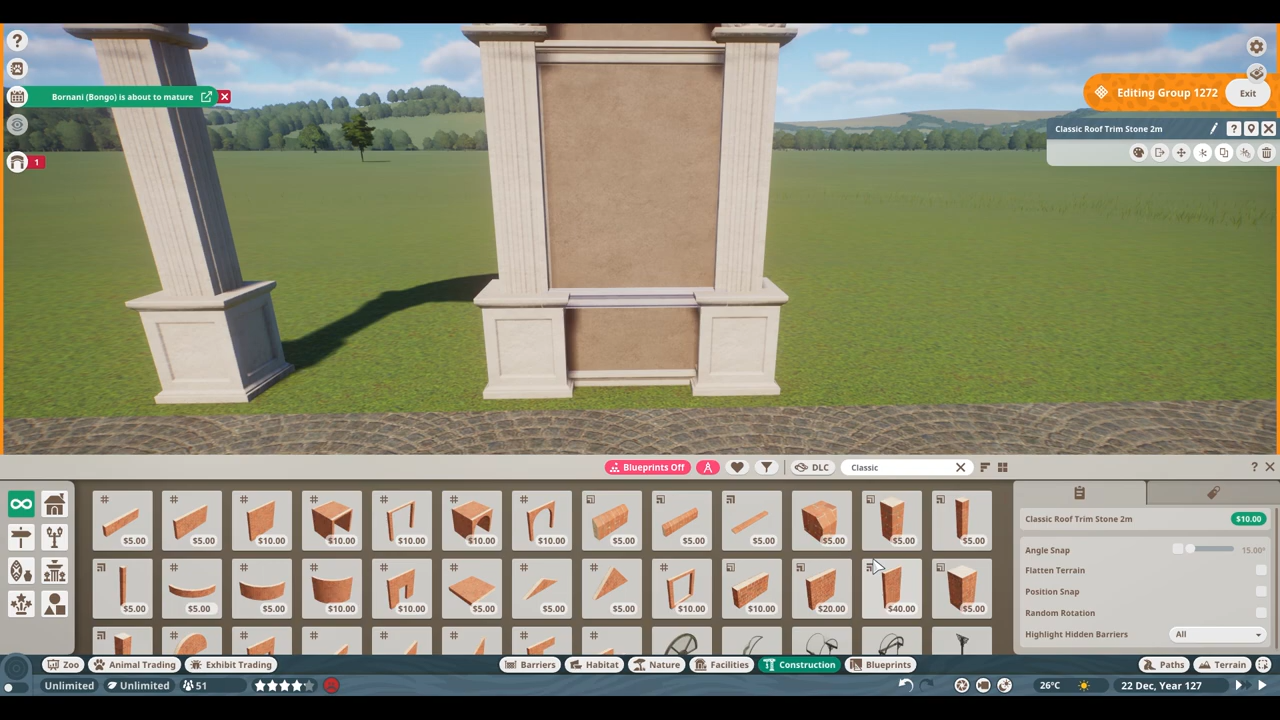 Bornani (Bongo) is about to mature
1
Editing Group 1272
Exit
Classic Roof Trim Stone 2m
?
?
Blueprints Off
DLC
Classic
?
$5.00 $5.00 $10.00 $10.00 $10.00 $10.00 $10.00 $5.00 $5.00 $5.00 $5.00 $5.00 $5.00
$5.00 $5.00 $5.00 $10.00 $10.00 $5.00 $5.00 $5.00 $10.00 $10.00 $20.00 $40.00 $5.00
Classic Roof Trim Stone 2m $10.00
Angle Snap 15.00°
Flatten Terrain
Position Snap
Random Rotation
Highlight Hidden Barriers All
Zoo Animal Trading Exhibit Trading Barriers Habitat Nature Facilities Construction Blueprints Paths Terrain
Unlimited Unlimited 51 26°C 22 Dec, Year 127